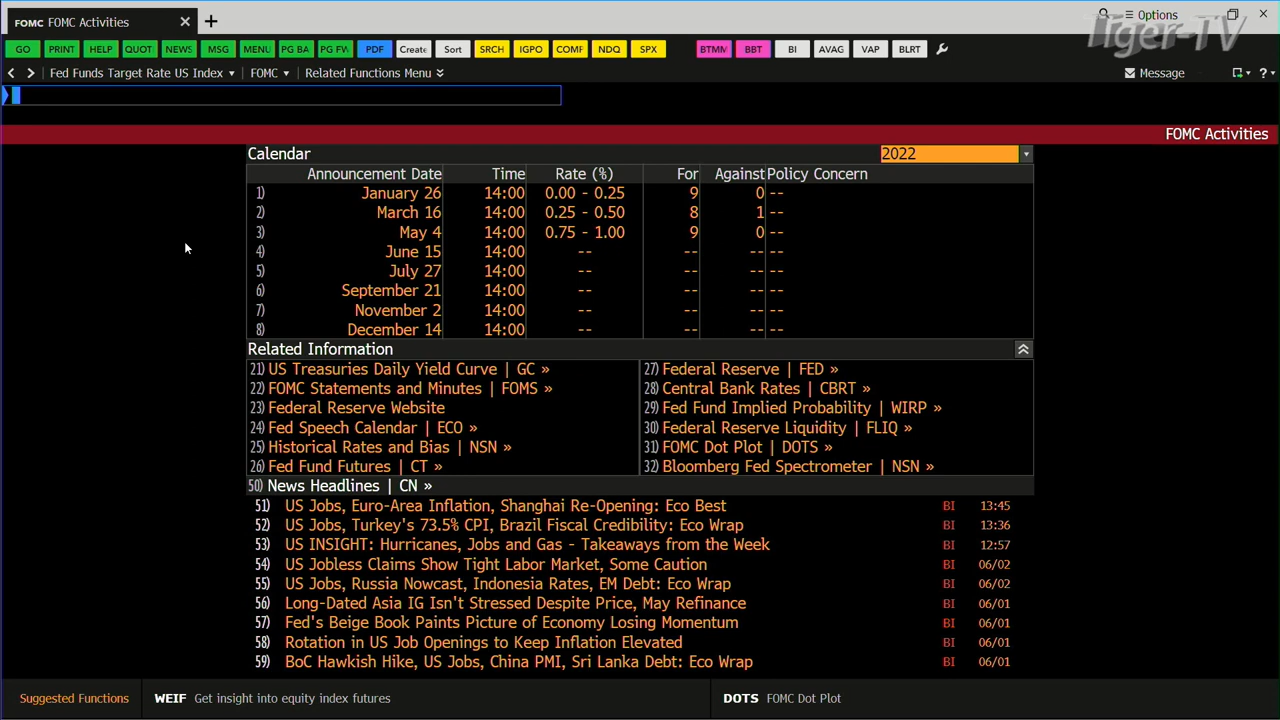 FOMC FOMC Activities
Options
Tiger-TV
GO PRINT HELP QUOT NEWS MSG MENU PG BA PG FW PDF Create Sort SRCH IGPO COMF NDQ SPX BTMM BBT BI AVAG VAP BLRT
Fed Funds Target Rate US Index FOMC Related Functions Menu Message ?
FOMC Activities
Calendar 2022
Announcement Date Time Rate (%) For Against Policy Concern
1) January 26 14:00 0.00 - 0.25 9 0 --
2) March 16 14:00 0.25 - 0.50 8 1 --
3) May 4 14:00 0.75 - 1.00 9 0 --
4) June 15 14:00 -- -- -- --
5) July 27 14:00 -- -- -- --
6) September 21 14:00 -- -- -- --
7) November 2 14:00 -- -- -- --
8) December 14 14:00 -- -- -- --
Related Information
21) US Treasuries Daily Yield Curve | GC »
22) FOMC Statements and Minutes | FOMS »
23) Federal Reserve Website
24) Fed Speech Calendar | ECO »
25) Historical Rates and Bias | NSN »
26) Fed Fund Futures | CT »
27) Federal Reserve | FED »
28) Central Bank Rates | CBRT »
29) Fed Fund Implied Probability | WIRP »
30) Federal Reserve Liquidity | FLIQ »
31) FOMC Dot Plot | DOTS »
32) Bloomberg Fed Spectrometer | NSN »
50) News Headlines | CN »
51) US Jobs, Euro-Area Inflation, Shanghai Re-Opening: Eco Best BI 13:45
52) US Jobs, Turkey's 73.5% CPI, Brazil Fiscal Credibility: Eco Wrap BI 13:36
53) US INSIGHT: Hurricanes, Jobs and Gas - Takeaways from the Week BI 12:57
54) US Jobless Claims Show Tight Labor Market, Some Caution BI 06/02
55) US Jobs, Russia Nowcast, Indonesia Rates, EM Debt: Eco Wrap BI 06/02
56) Long-Dated Asia IG Isn't Stressed Despite Price, May Refinance BI 06/01
57) Fed's Beige Book Paints Picture of Economy Losing Momentum BI 06/01
58) Rotation in US Job Openings to Keep Inflation Elevated BI 06/01
59) BoC Hawkish Hike, US Jobs, China PMI, Sri Lanka Debt: Eco Wrap BI 06/01
Suggested Functions WEIF Get insight into equity index futures DOTS FOMC Dot Plot